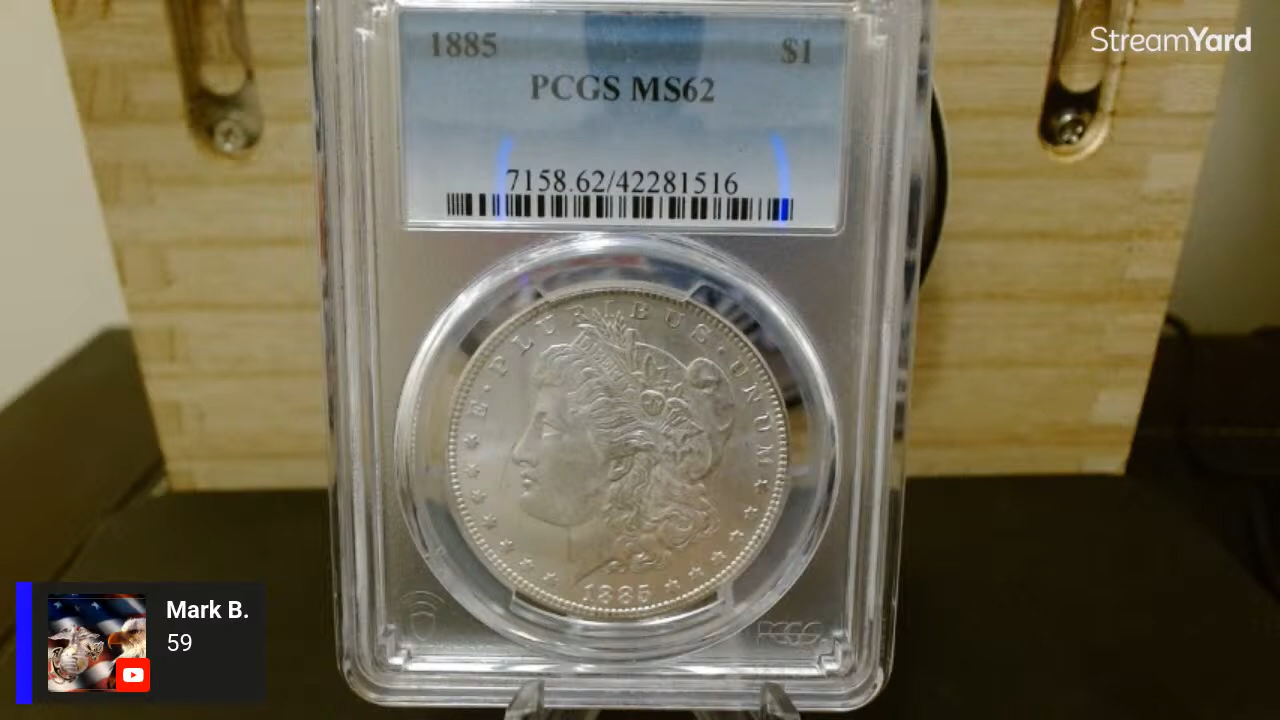 StreamYard
1885 $1
PCGS MS62
7158.62/42281516
E·PLURIBUS·UNUM
1885
PCGS
Mark B.
59